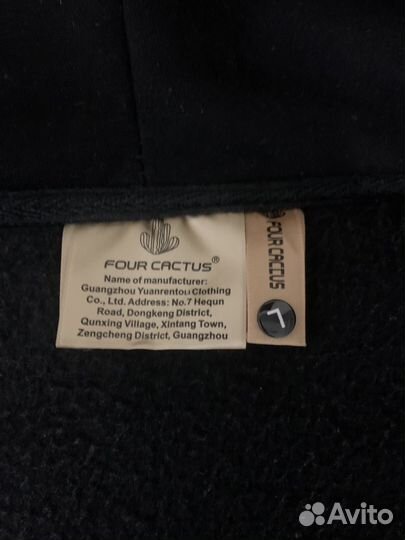 FOUR CACTUS®
Name of manufacturer:
Guangzhou Yuanrentou Clothing
Co., Ltd. Address: No.7 Hequn
Road, Dongkeng District,
Qunxing Village, Xintang Town,
Zengcheng District, Guangzhou
FOUR CACTUS
L
Avito